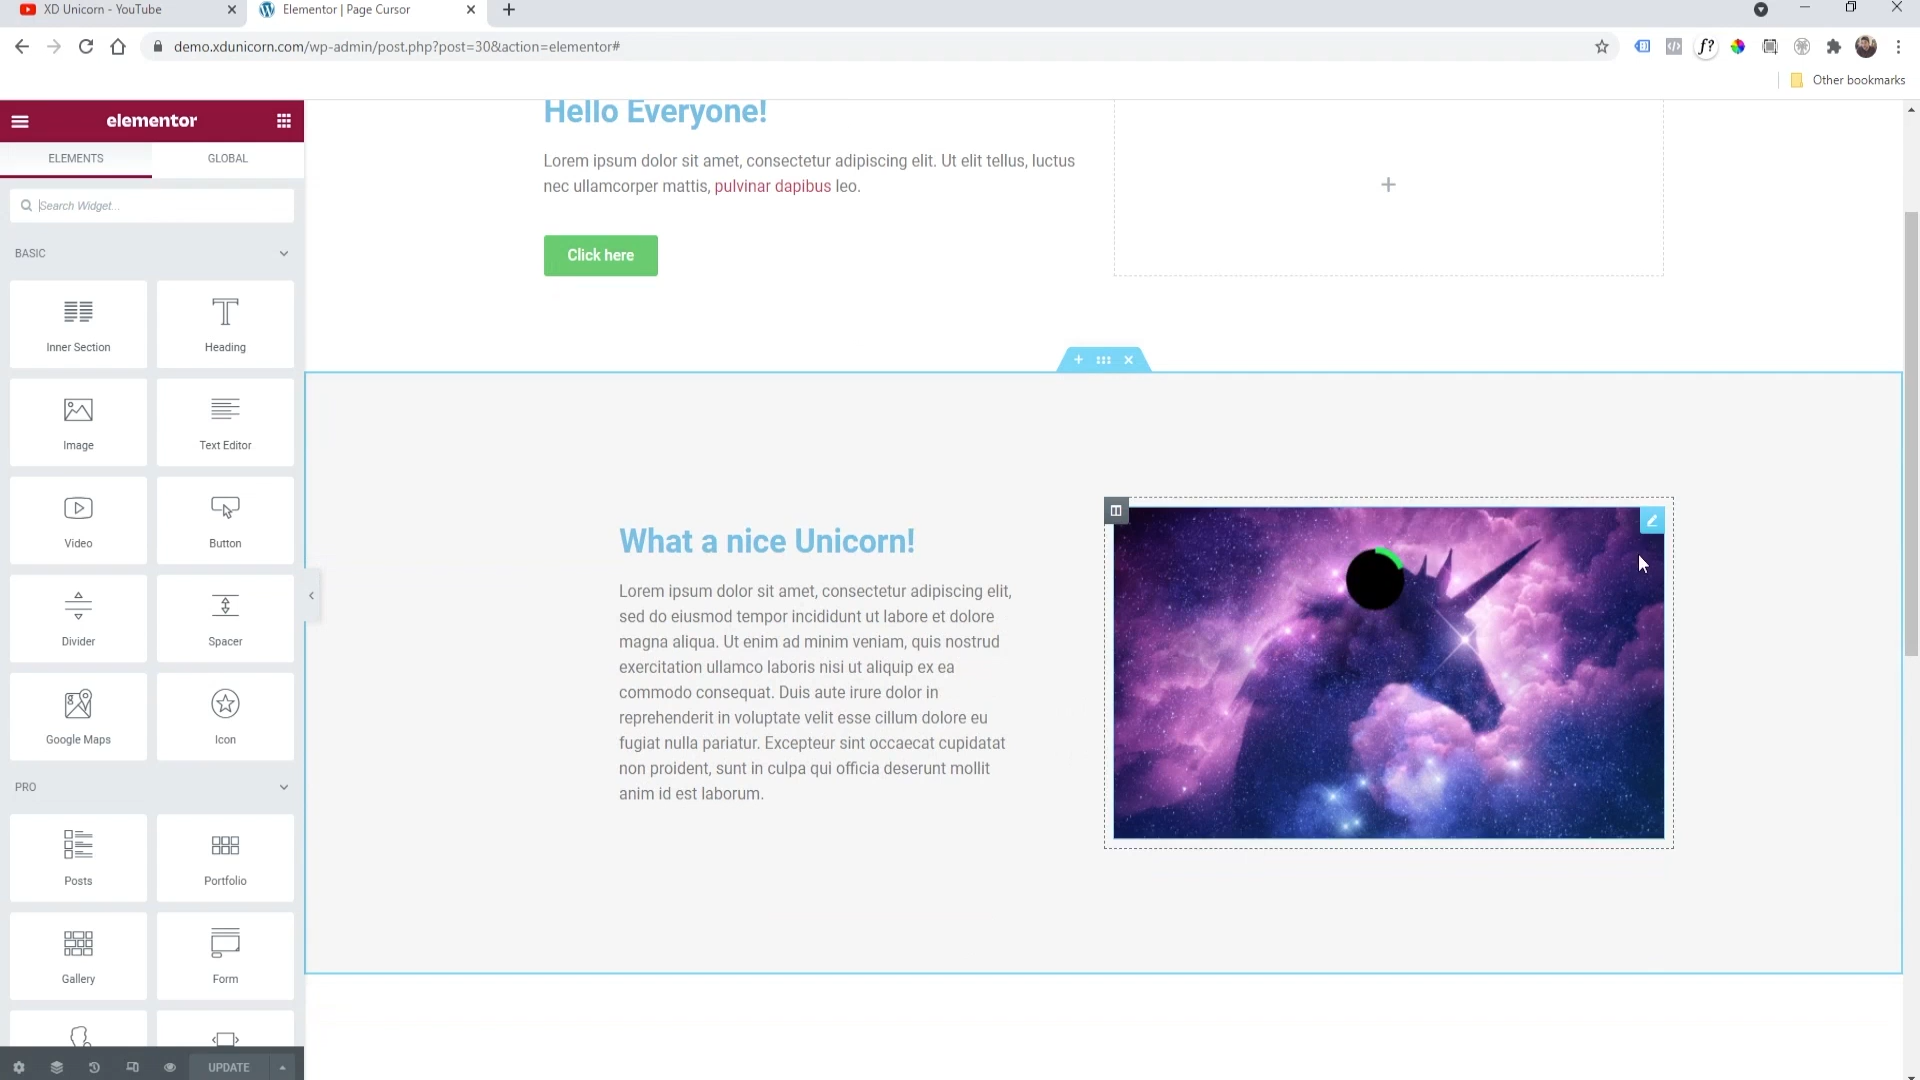 XD Unicorn - YouTube
Elementor | Page Cursor
demo.xdunicorn.com/wp-admin/post.php?post=30&action=elementor#
f?
Other bookmarks
elementor
ELEMENTS
GLOBAL
Search Widget...
BASIC
Inner Section
Heading
Image
Text Editor
Video
Button
Divider
Spacer
Google Maps
Icon
PRO
Posts
Portfolio
Gallery
Form
UPDATE
Hello Everyone!
Lorem ipsum dolor sit amet, consectetur adipiscing elit. Ut elit tellus, luctus
nec ullamcorper mattis, pulvinar dapibus leo.
Click here
What a nice Unicorn!
Lorem ipsum dolor sit amet, consectetur adipiscing elit,
sed do eiusmod tempor incididunt ut labore et dolore
magna aliqua. Ut enim ad minim veniam, quis nostrud
exercitation ullamco laboris nisi ut aliquip ex ea
commodo consequat. Duis aute irure dolor in
reprehenderit in voluptate velit esse cillum dolore eu
fugiat nulla pariatur. Excepteur sint occaecat cupidatat
non proident, sunt in culpa qui officia deserunt mollit
anim id est laborum.